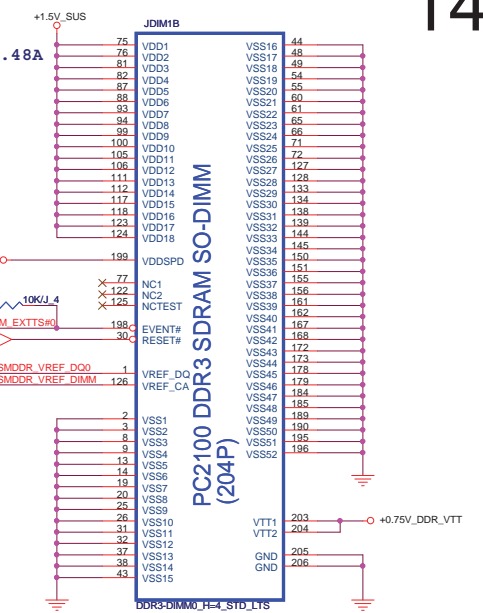 14
+1.5V_SUS
JDIM1B
.48A
75 VDD1
76 VDD2
81 VDD3
82 VDD4
87 VDD5
88 VDD6
93 VDD7
94 VDD8
99 VDD9
100 VDD10
105 VDD11
106 VDD12
111 VDD13
112 VDD14
117 VDD15
118 VDD16
123 VDD17
124 VDD18
199 VDDSPD
77 NC1
122 NC2
125 NCTEST
10K/J_4
M_EXTTS#0
198 EVENT#
30 RESET#
SMDDR_VREF_DQ0
1 VREF_DQ
SMDDR_VREF_DIMM
126 VREF_CA
2 VSS1
3 VSS2
8 VSS3
9 VSS4
13 VSS5
14 VSS6
19 VSS7
20 VSS8
25 VSS9
26 VSS10
31 VSS11
32 VSS12
37 VSS13
38 VSS14
43 VSS15
PC2100 DDR3 SDRAM SO-DIMM
(204P)
VSS16 44
VSS17 48
VSS18 49
VSS19 54
VSS20 55
VSS21 60
VSS22 61
VSS23 65
VSS24 66
VSS25 71
VSS26 72
VSS27 127
VSS28 128
VSS29 133
VSS30 134
VSS31 138
VSS32 139
VSS33 144
VSS34 145
VSS35 150
VSS36 151
VSS37 155
VSS38 156
VSS39 161
VSS40 162
VSS41 167
VSS42 168
VSS43 172
VSS44 173
VSS45 178
VSS46 179
VSS47 184
VSS48 185
VSS49 189
VSS50 190
VSS51 195
VSS52 196
VTT1 203
VTT2 204
+0.75V_DDR_VTT
GND 205
GND 206
DDR3-DIMM0_H=4_STD_LTS